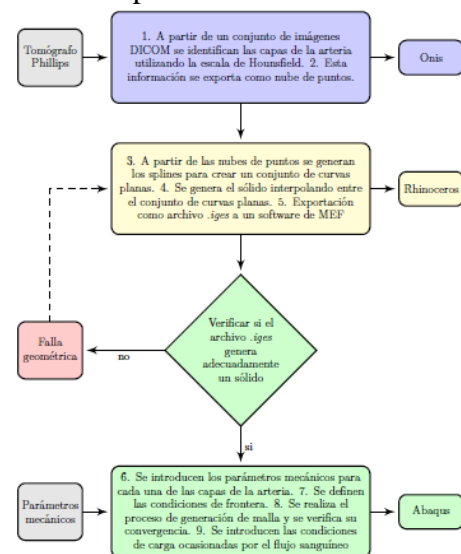 Tomógrafo
Phillips
1. A partir de un conjunto de imágenes
DICOM se identifican las capas de la arteria
utilizando la escala de Hounsfield. 2. Esta
información se exporta como nube de puntos.
Onis
3. A partir de las nubes de puntos se generan
los splines para crear un conjunto de curvas
planas. 4. Se genera el sólido interpolando entre
el conjunto de curvas planas. 5. Exportación
como archivo .iges a un software de MEF
Rhinoceros
Verificar si el
archivo .iges
genera
adecuadamente
un sólido
no
Falla
geométrica
si
Parámetros
mecánicos
6. Se introducen los parámetros mecánicos para
cada una de las capas de la arteria. 7. Se definen
las condiciones de frontera. 8. Se realiza el
proceso de generación de malla y se verifica su
convergencia. 9. Se introducen las condiciones
de carga ocasionadas por el flujo sanguíneo
Abaqus